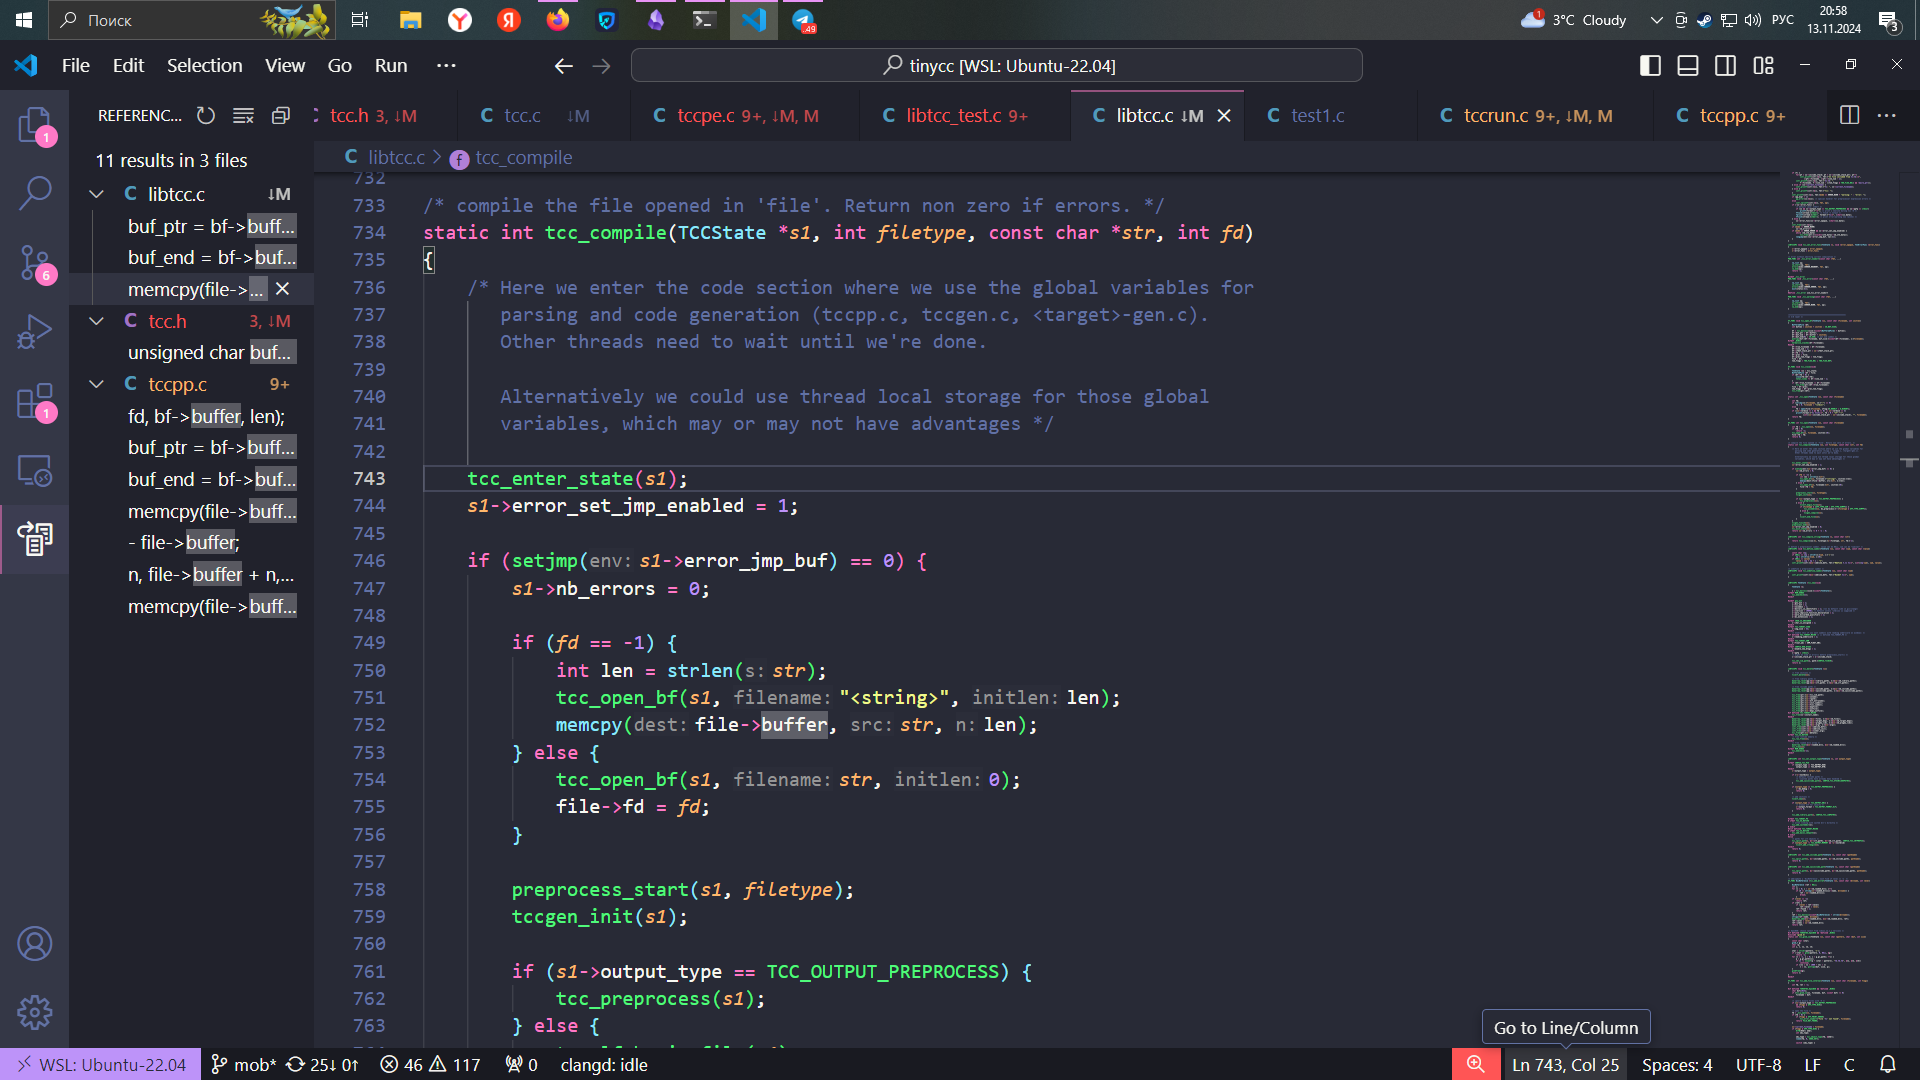 Поиск
49
1
3°C Cloudy
РУС
20:58
13.11.2024
3
File Edit Selection View Go Run ···
tinycc [WSL: Ubuntu-22.04]
REFERENC...
C tcc.h 3, ↓M
C tcc.c ↓M
C tccpe.c 9+, ↓M, M
C libtcc_test.c 9+
C libtcc.c ↓M
C test1.c
C tccrun.c 9+, ↓M, M
C tccpp.c 9+
C libtcc.c > f tcc_compile
1
6
1
11 results in 3 files
C libtcc.c ↓M
buf_ptr = bf->buff...
buf_end = bf->buf...
memcpy(file->...
C tcc.h 3, ↓M
unsigned char buf...
C tccpp.c 9+
fd, bf->buffer, len);
buf_ptr = bf->buff...
buf_end = bf->buf...
memcpy(file->buff...
- file->buffer;
n, file->buffer + n,...
memcpy(file->buff...
732
733 /* compile the file opened in 'file'. Return non zero if errors. */
734 static int tcc_compile(TCCState *s1, int filetype, const char *str, int fd)
735 {
736 /* Here we enter the code section where we use the global variables for
737 parsing and code generation (tccpp.c, tccgen.c, <target>-gen.c).
738 Other threads need to wait until we're done.
739
740 Alternatively we could use thread local storage for those global
741 variables, which may or may not have advantages */
742
743 tcc_enter_state(s1);
744 s1->error_set_jmp_enabled = 1;
745
746 if (setjmp(env: s1->error_jmp_buf) == 0) {
747 s1->nb_errors = 0;
748
749 if (fd == -1) {
750 int len = strlen(s: str);
751 tcc_open_bf(s1, filename: "<string>", initlen: len);
752 memcpy(dest: file->buffer, src: str, n: len);
753 } else {
754 tcc_open_bf(s1, filename: str, initlen: 0);
755 file->fd = fd;
756 }
757
758 preprocess_start(s1, filetype);
759 tccgen_init(s1);
760
761 if (s1->output_type == TCC_OUTPUT_PREPROCESS) {
762 tcc_preprocess(s1);
763 } else {
Go to Line/Column
WSL: Ubuntu-22.04 mob* 25↓ 0↑ 46 117 0 clangd: idle Ln 743, Col 25 Spaces: 4 UTF-8 LF C